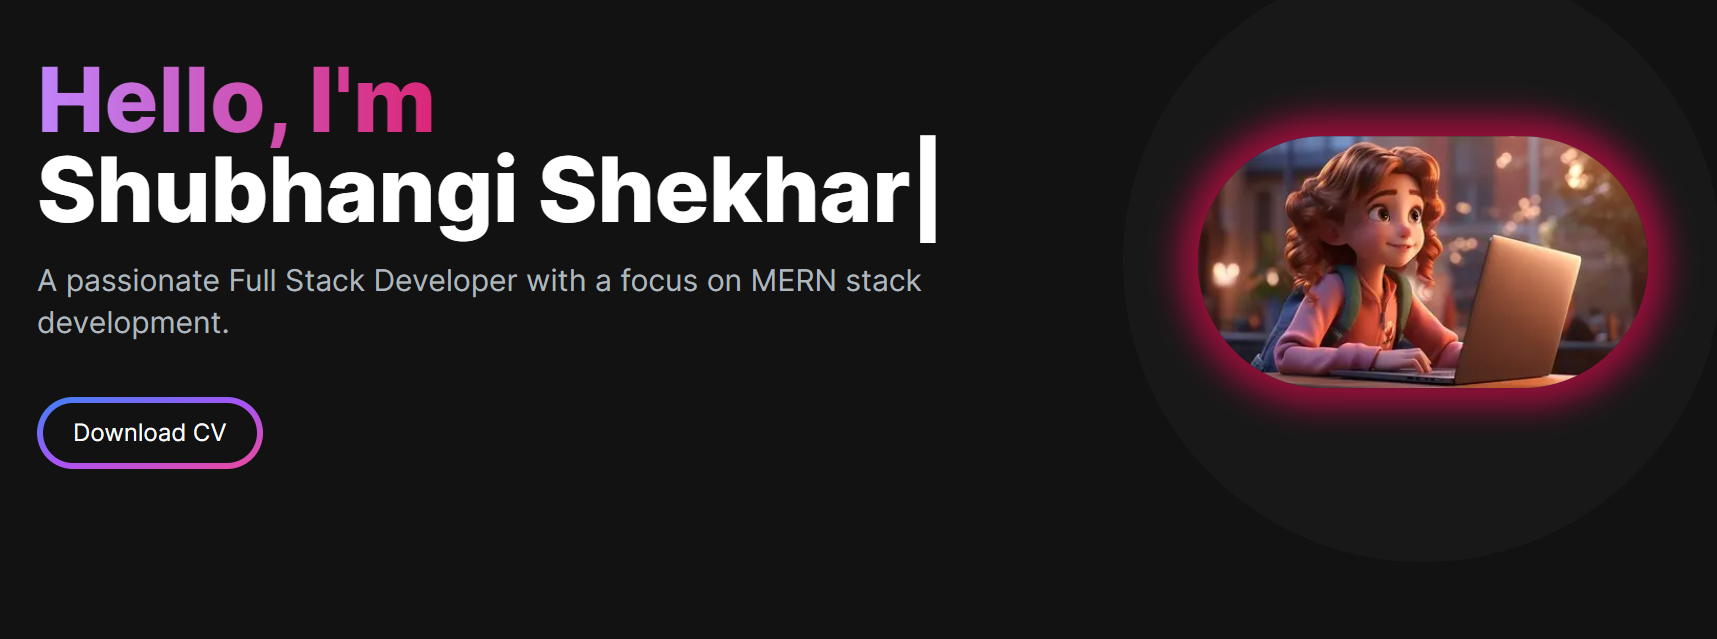 Hello, I'm
Shubhangi Shekhar
A passionate Full Stack Developer with a focus on MERN stack
development.
Download CV